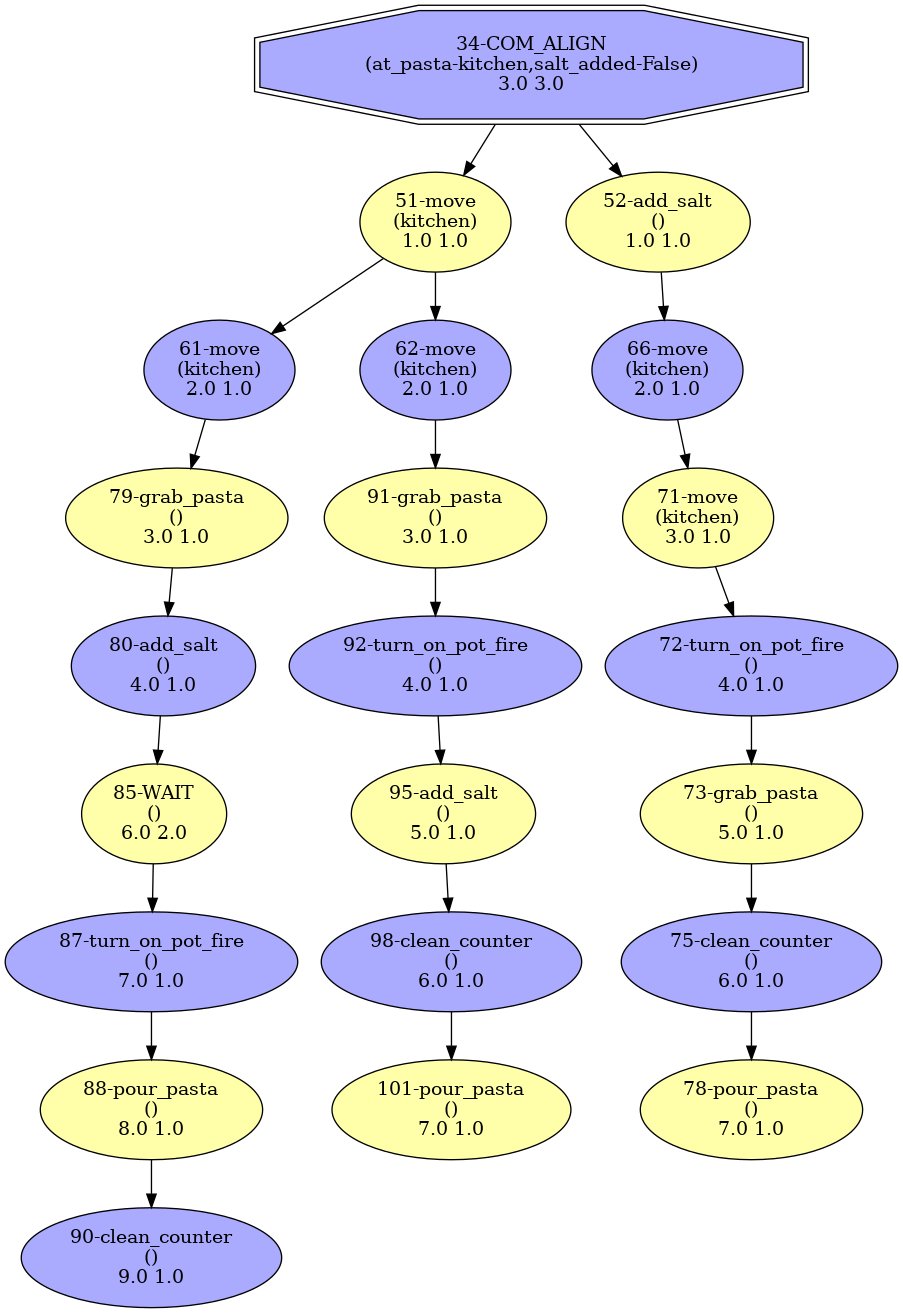 34-COM_ALIGN
(at_pasta-kitchen,salt_added-False)
3.0 3.0
51-move
(kitchen)
1.0 1.0
52-add_salt
()
1.0 1.0
61-move
(kitchen)
2.0 1.0
62-move
(kitchen)
2.0 1.0
66-move
(kitchen)
2.0 1.0
79-grab_pasta
()
3.0 1.0
91-grab_pasta
()
3.0 1.0
71-move
(kitchen)
3.0 1.0
80-add_salt
()
4.0 1.0
92-turn_on_pot_fire
()
4.0 1.0
72-turn_on_pot_fire
()
4.0 1.0
85-WAIT
()
6.0 2.0
95-add_salt
()
5.0 1.0
73-grab_pasta
()
5.0 1.0
87-turn_on_pot_fire
()
7.0 1.0
98-clean_counter
()
6.0 1.0
75-clean_counter
()
6.0 1.0
88-pour_pasta
()
8.0 1.0
101-pour_pasta
()
7.0 1.0
78-pour_pasta
()
7.0 1.0
90-clean_counter
()
9.0 1.0